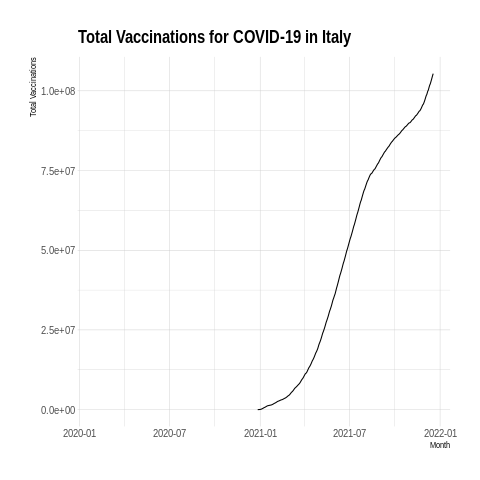 Total Vaccinations for COVID-19 in Italy
Total Vaccinations
1.0e+08
7.5e+07
5.0e+07
2.5e+07
0.0e+00
2020-01 2020-07 2021-01 2021-07 2022-01
Month